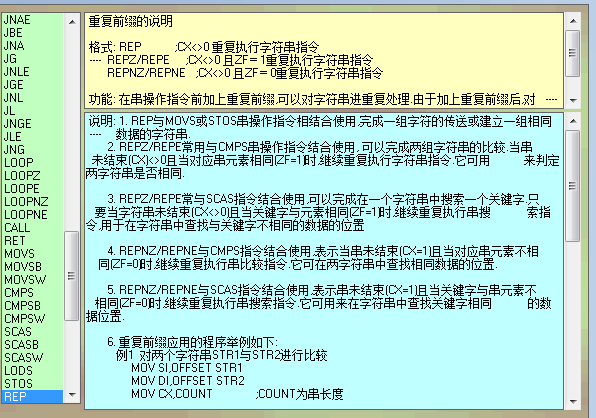 JNAE
JBE
JNA
JG
JNLE
JGE
JNL
JL
JNGE
JLE
JNG
LOOP
LOOPZ
LOOPE
LOOPNZ
LOOPNE
CALL
RET
MOVS
MOVSB
MOVSW
CMPS
CMPSB
CMPSW
SCAS
SCASB
SCASW
LODS
STOS
REP
重复前缀的说明
格式: REP ;CX<>0 重复执行字符串指令
---- REPZ/REPE ;CX<>0 且ZF＝1重复执行字符串指令
REPNZ/REPNE ;CX<>0 且ZF＝0重复执行字符串指令
功能: 在串操作指令前加上重复前缀,可以对字符串进重复处理.由于加上重复前缀后,对 ----
说明: 1. REP与MOVS或STOS串操作指令相结合使用,完成一组字符的传送或建立一组相同
---- 数据的字符串.
2. REPZ/REPE常用与CMPS串操作指令结合使用 , 可以完成两组字符串的比较.当串
未结束(CX)<>0且当对应串元素相同(ZF=1)时,继续重复执行字符串指令.它可用 来判定
两字符串是否相同.
3. REPZ/REPE常与SCAS指令结合使用,可以完成在一个字符串中搜索一个关键字.只
要当字符串未结束(CX<>0)且当关键字与元素相同(ZF=1)时,继续重复执行串搜 索指
令,用于在字符串中查找与关键字不相同的数据的位置
4. REPNZ/REPNE与CMPS指令结合使用,表示当串未结束(CX=1)且当对应串元素不相
同(ZF=0)时,继续重复执行串比较指令.它可在两字符串中查找相同数据的位置.
5. REPNZ/REPNE与SCAS指令结合使用,表示串未结束(CX=1)且当关键字与串元素不
相同(ZF=0)时,继续重复执行串搜索指令.它可用来在字符串中查找关键字相同 的数
据位置.
6. 重复前缀应用的程序举例如下:
例1 对两个字符串STR1与STR2进行比较
MOV SI,OFFSET STR1
MOV DI,OFFSET STR2
MOV CX,COUNT ;COUNT为串长度